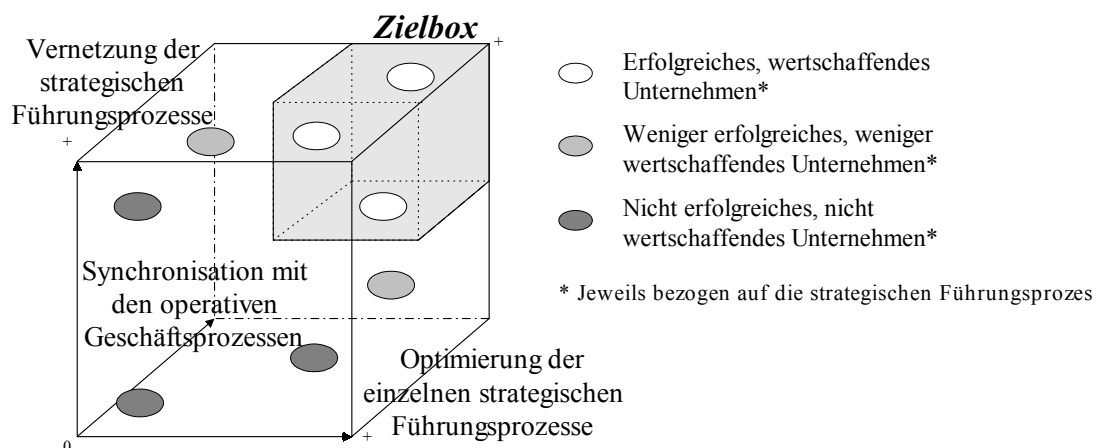 Zielbox
+
Vernetzung der
strategischen
Führungsprozesse
+
Synchronisation mit
den operativen
Geschäftsprozessen
Optimierung der
einzelnen strategischen
Führungsprozesse
0
+
Erfolgreiches, wertschaffendes
Unternehmen*
Weniger erfolgreiches, weniger
wertschaffendes Unternehmen*
Nicht erfolgreiches, nicht
wertschaffendes Unternehmen*
* Jeweils bezogen auf die strategischen Führungsprozes